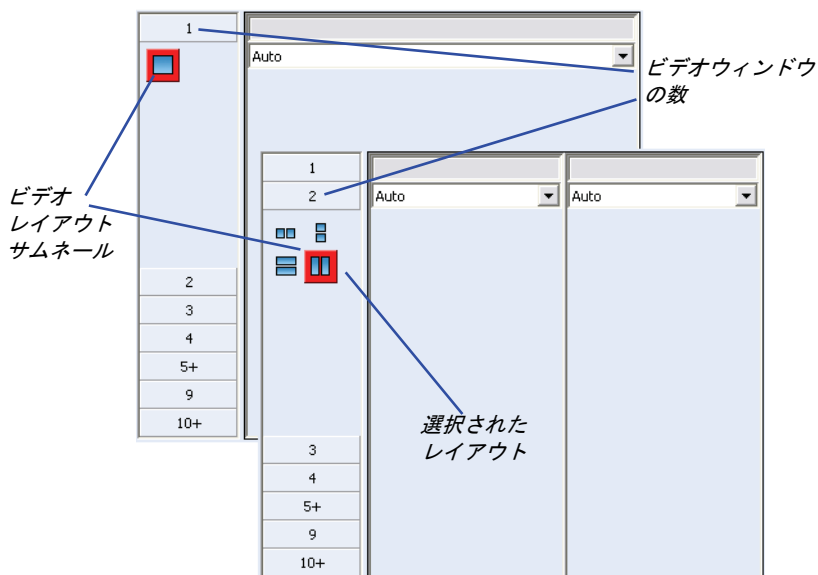 1
Auto
ビデオウィンドウ
の数
1
2
Auto
Auto
ビデオ
レイアウト
サムネール
2
3
4
5+
9
10+
選択された
レイアウト
3
4
5+
9
10+